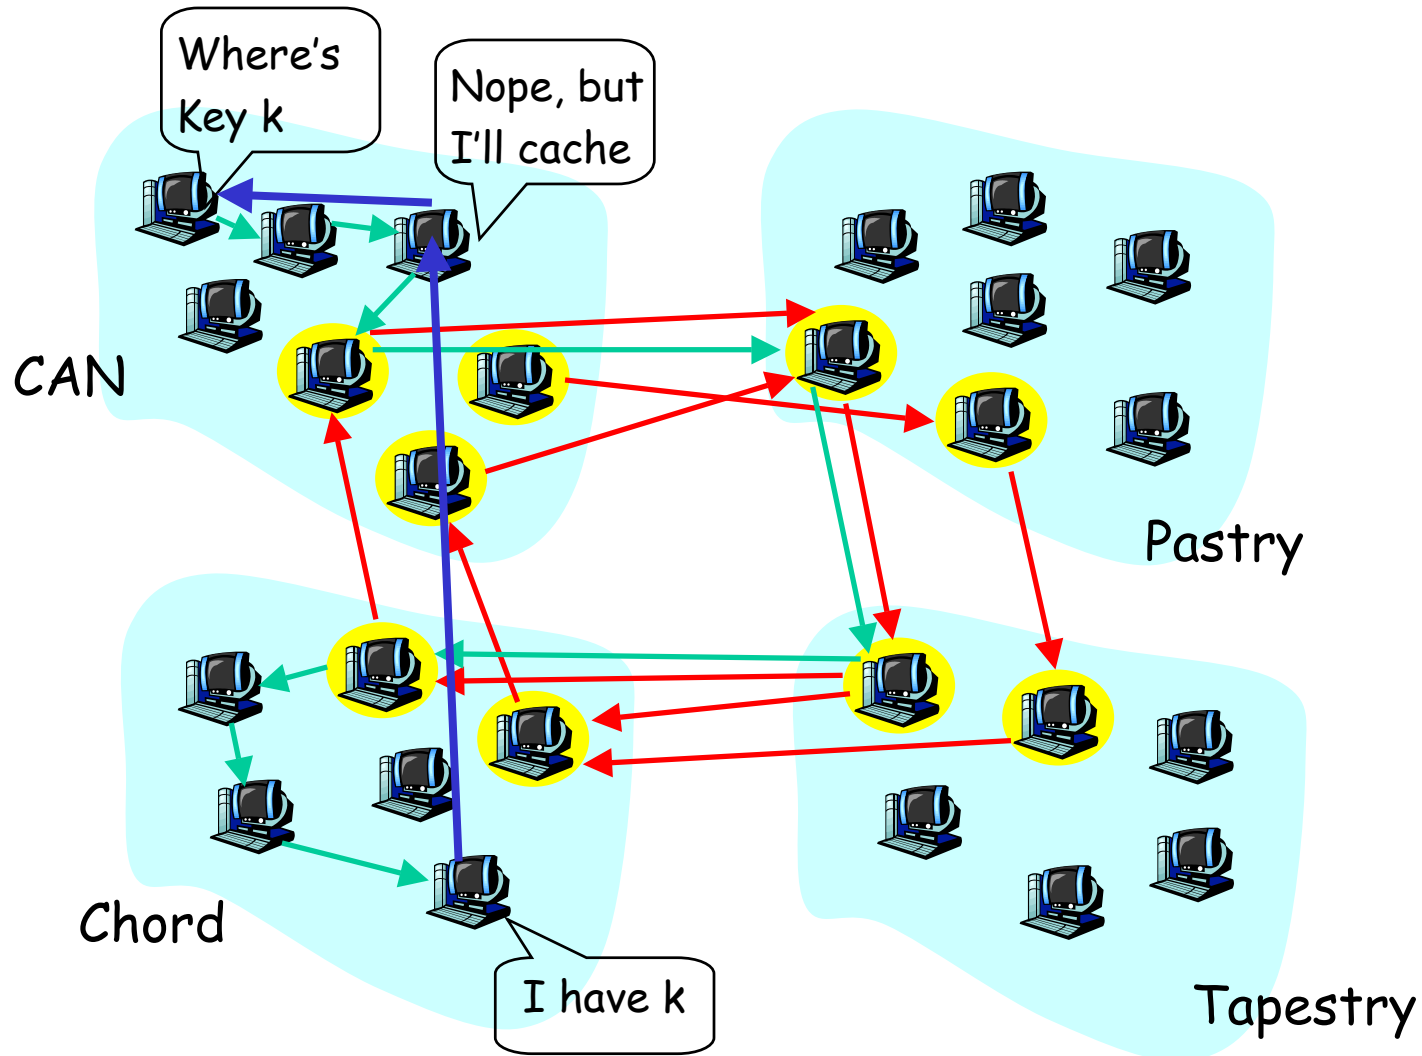 Where's
Key k
Nope, but
I'll cache
CAN
Pastry
Chord
I have k
Tapestry